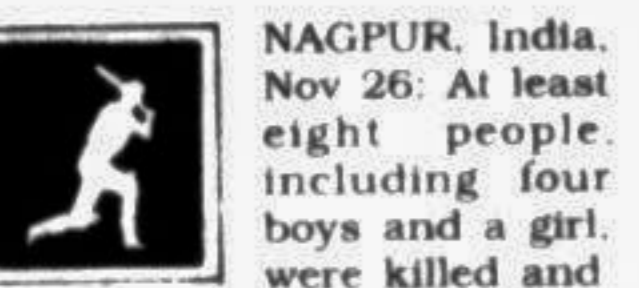 NAGPUR, India,
Nov 26: At least
eight people,
including four
boys and a girl,
were killed and